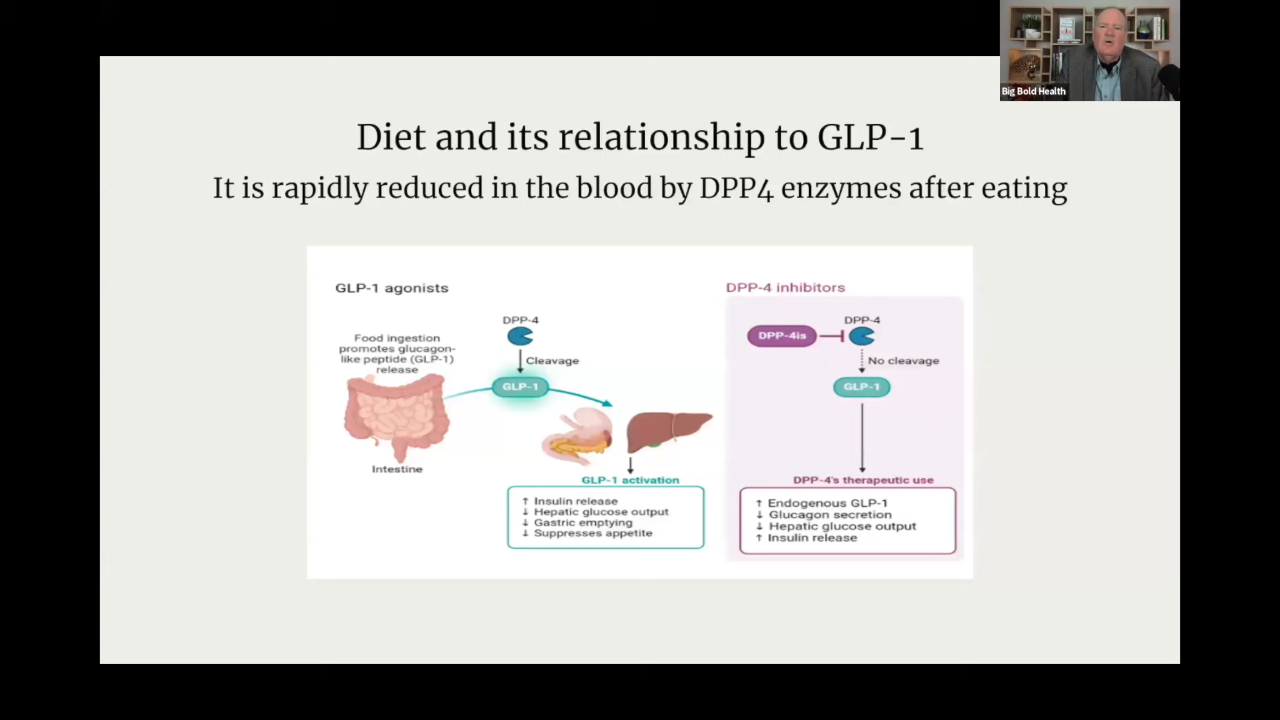 Big Bold Health
Diet and its relationship to GLP-1
It is rapidly reduced in the blood by DPP4 enzymes after eating
GLP-1 agonists
Food ingestion
promotes glucagon-
like peptide (GLP-1)
release
Intestine
DPP-4
Cleavage
GLP-1
GLP-1 activation
↑ Insulin release
↓ Hepatic glucose output
↓ Gastric emptying
↓ Suppresses appetite
DPP-4 inhibitors
DPP-4is
DPP-4
No cleavage
GLP-1
DPP-4's therapeutic use
↑ Endogenous GLP-1
↓ Glucagon secretion
↓ Hepatic glucose output
↑ Insulin release